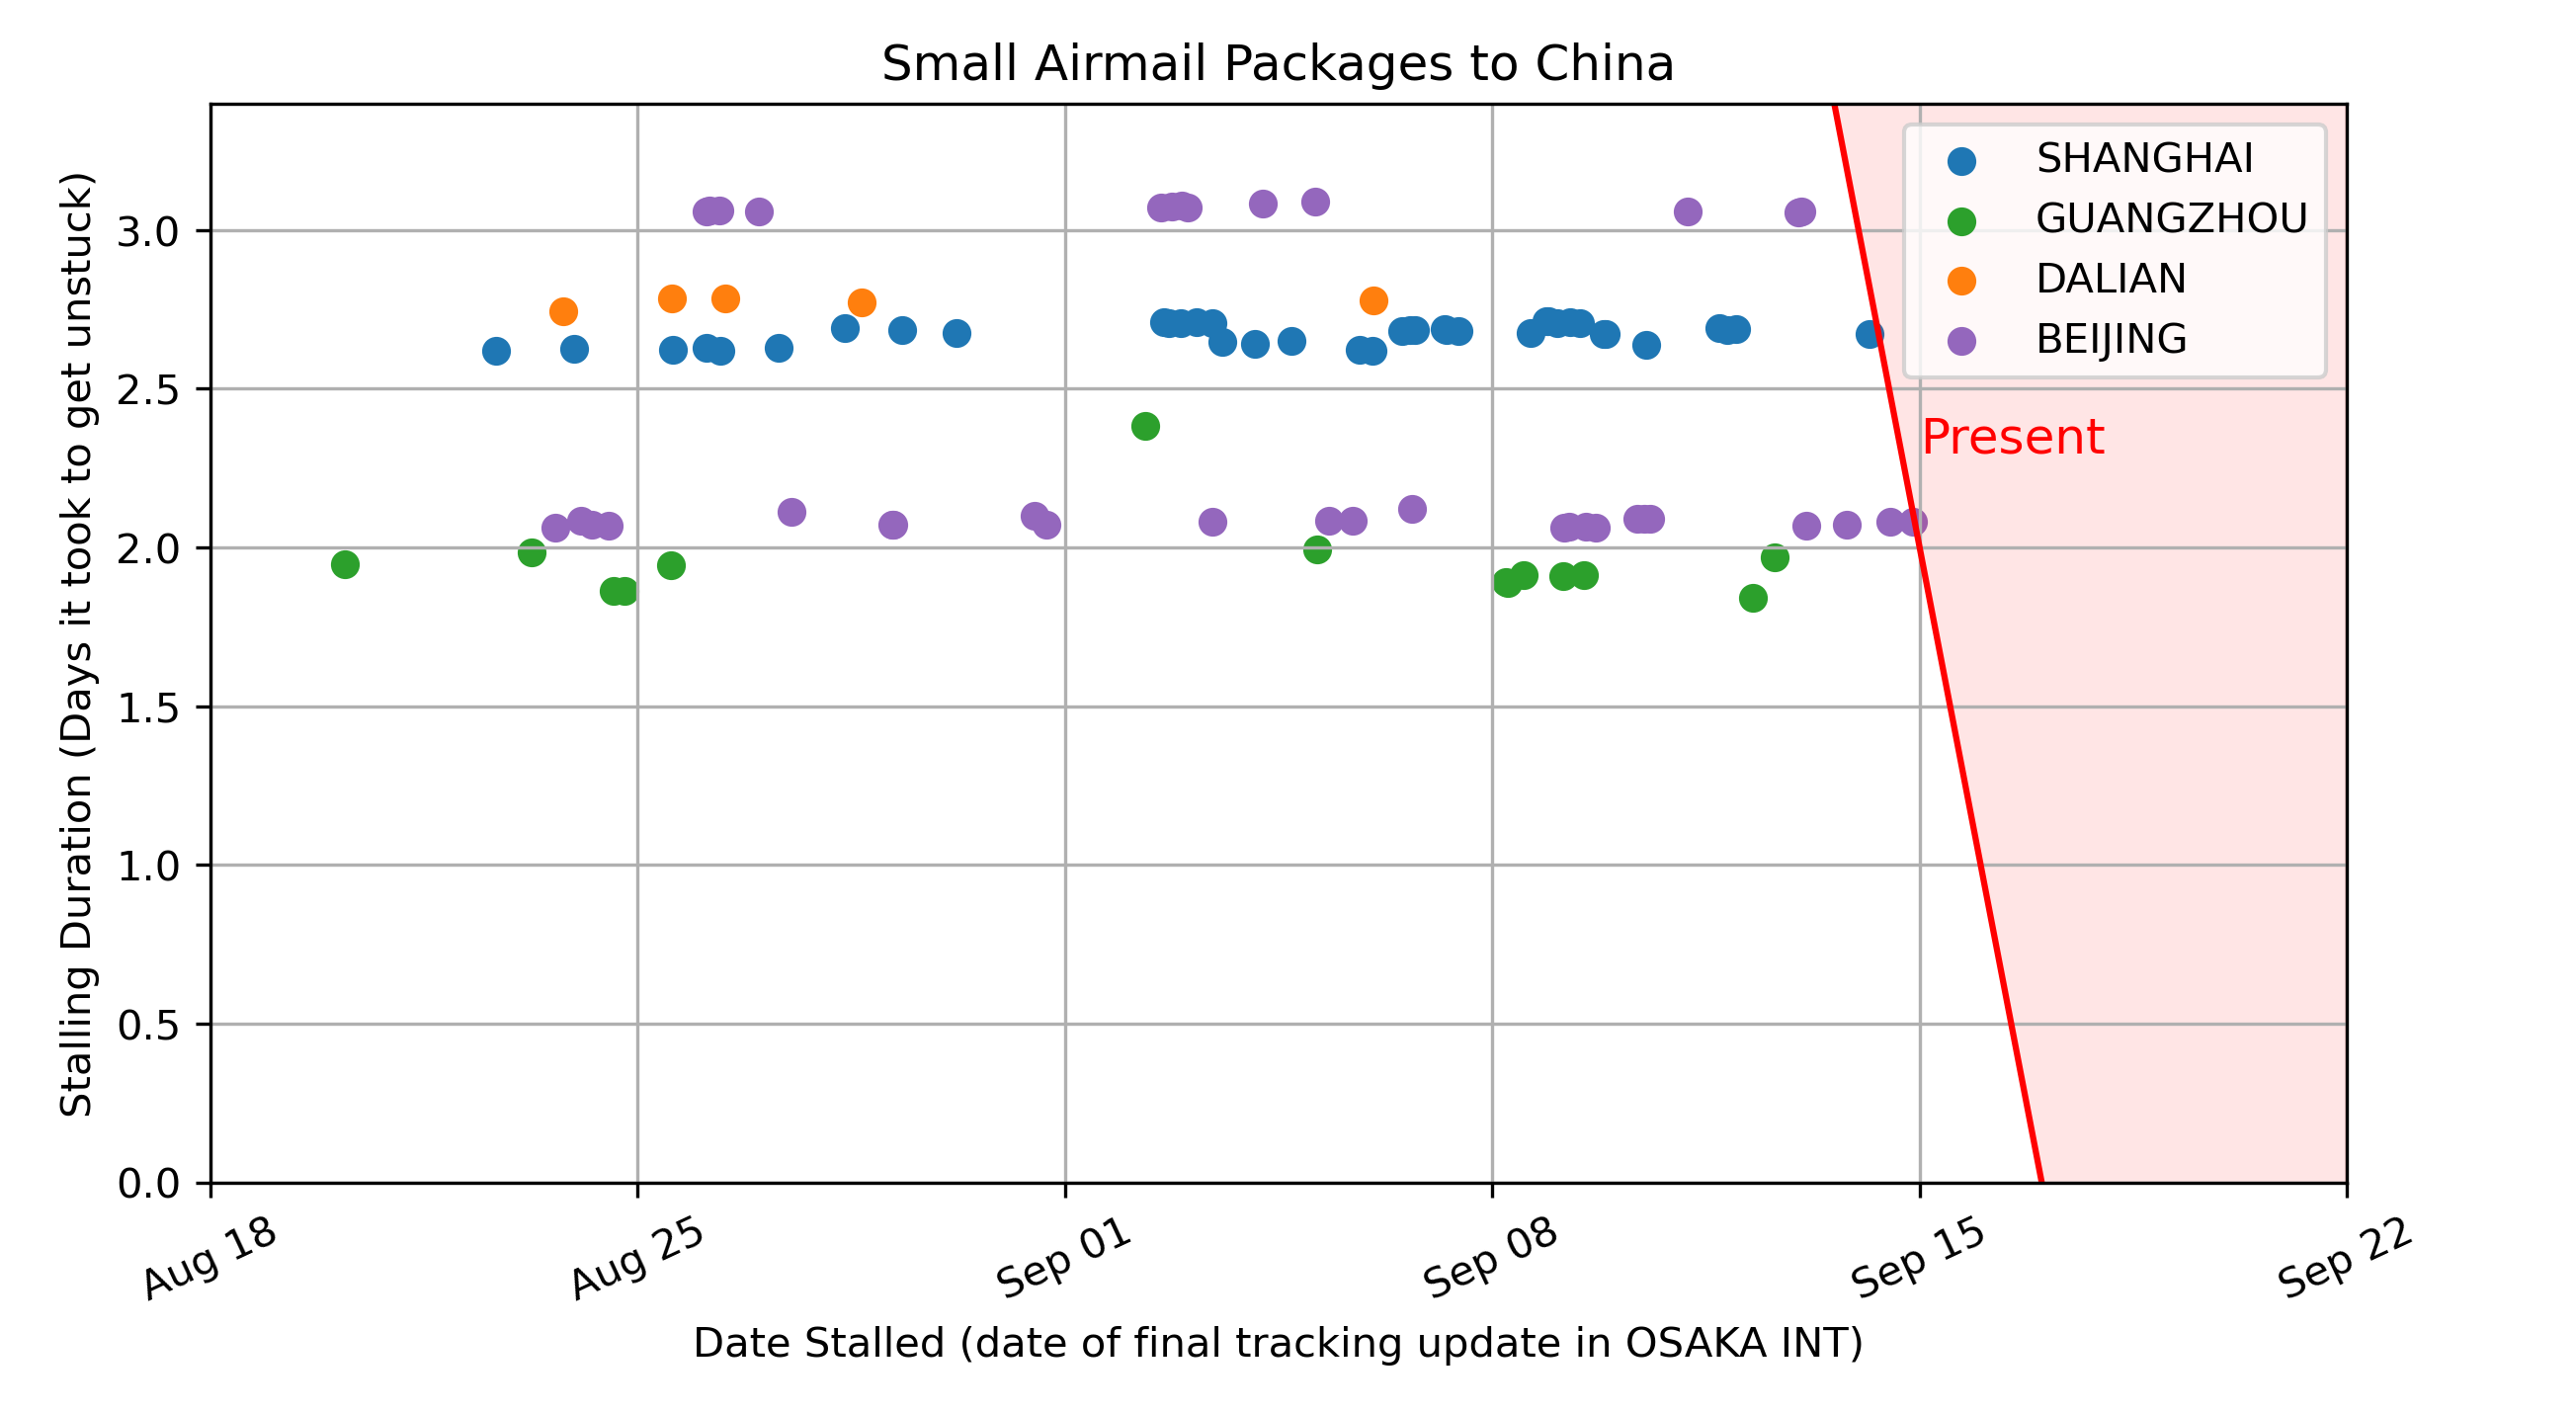 Small Airmail Packages to China
Stalling Duration (Days it took to get unstuck)
3.0
2.5
2.0
1.5
1.0
0.5
0.0
SHANGHAI
GUANGZHOU
DALIAN
BEIJING
Present
Aug 18
Aug 25
Sep 01
Sep 08
Sep 15
Sep 22
Date Stalled (date of final tracking update in OSAKA INT)